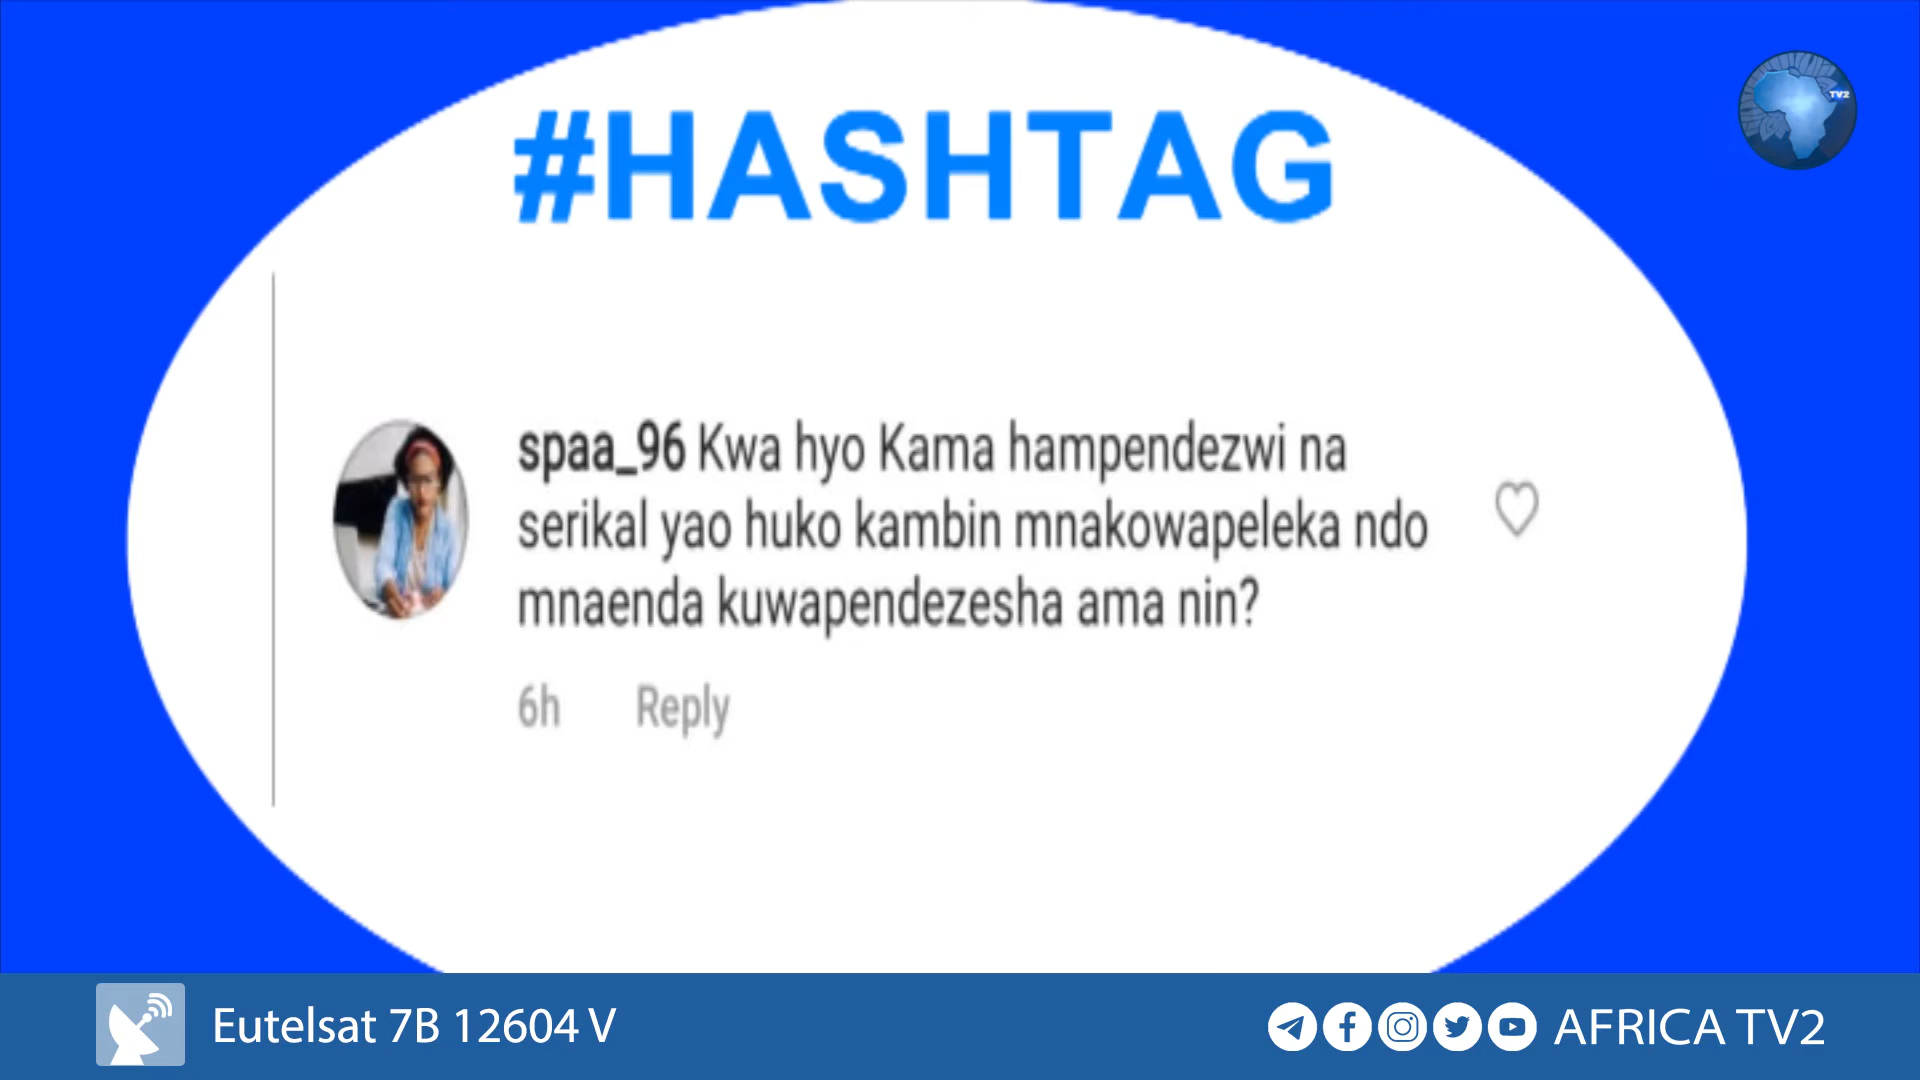 #HASHTAG
TV2
spaa_96 Kwa hyo Kama hampendezwi na
serikal yao huko kambin mnakowapeleka ndo
mnaenda kuwapendezesha ama nin?
6h Reply
Eutelsat 7B 12604 V
AFRICA TV2